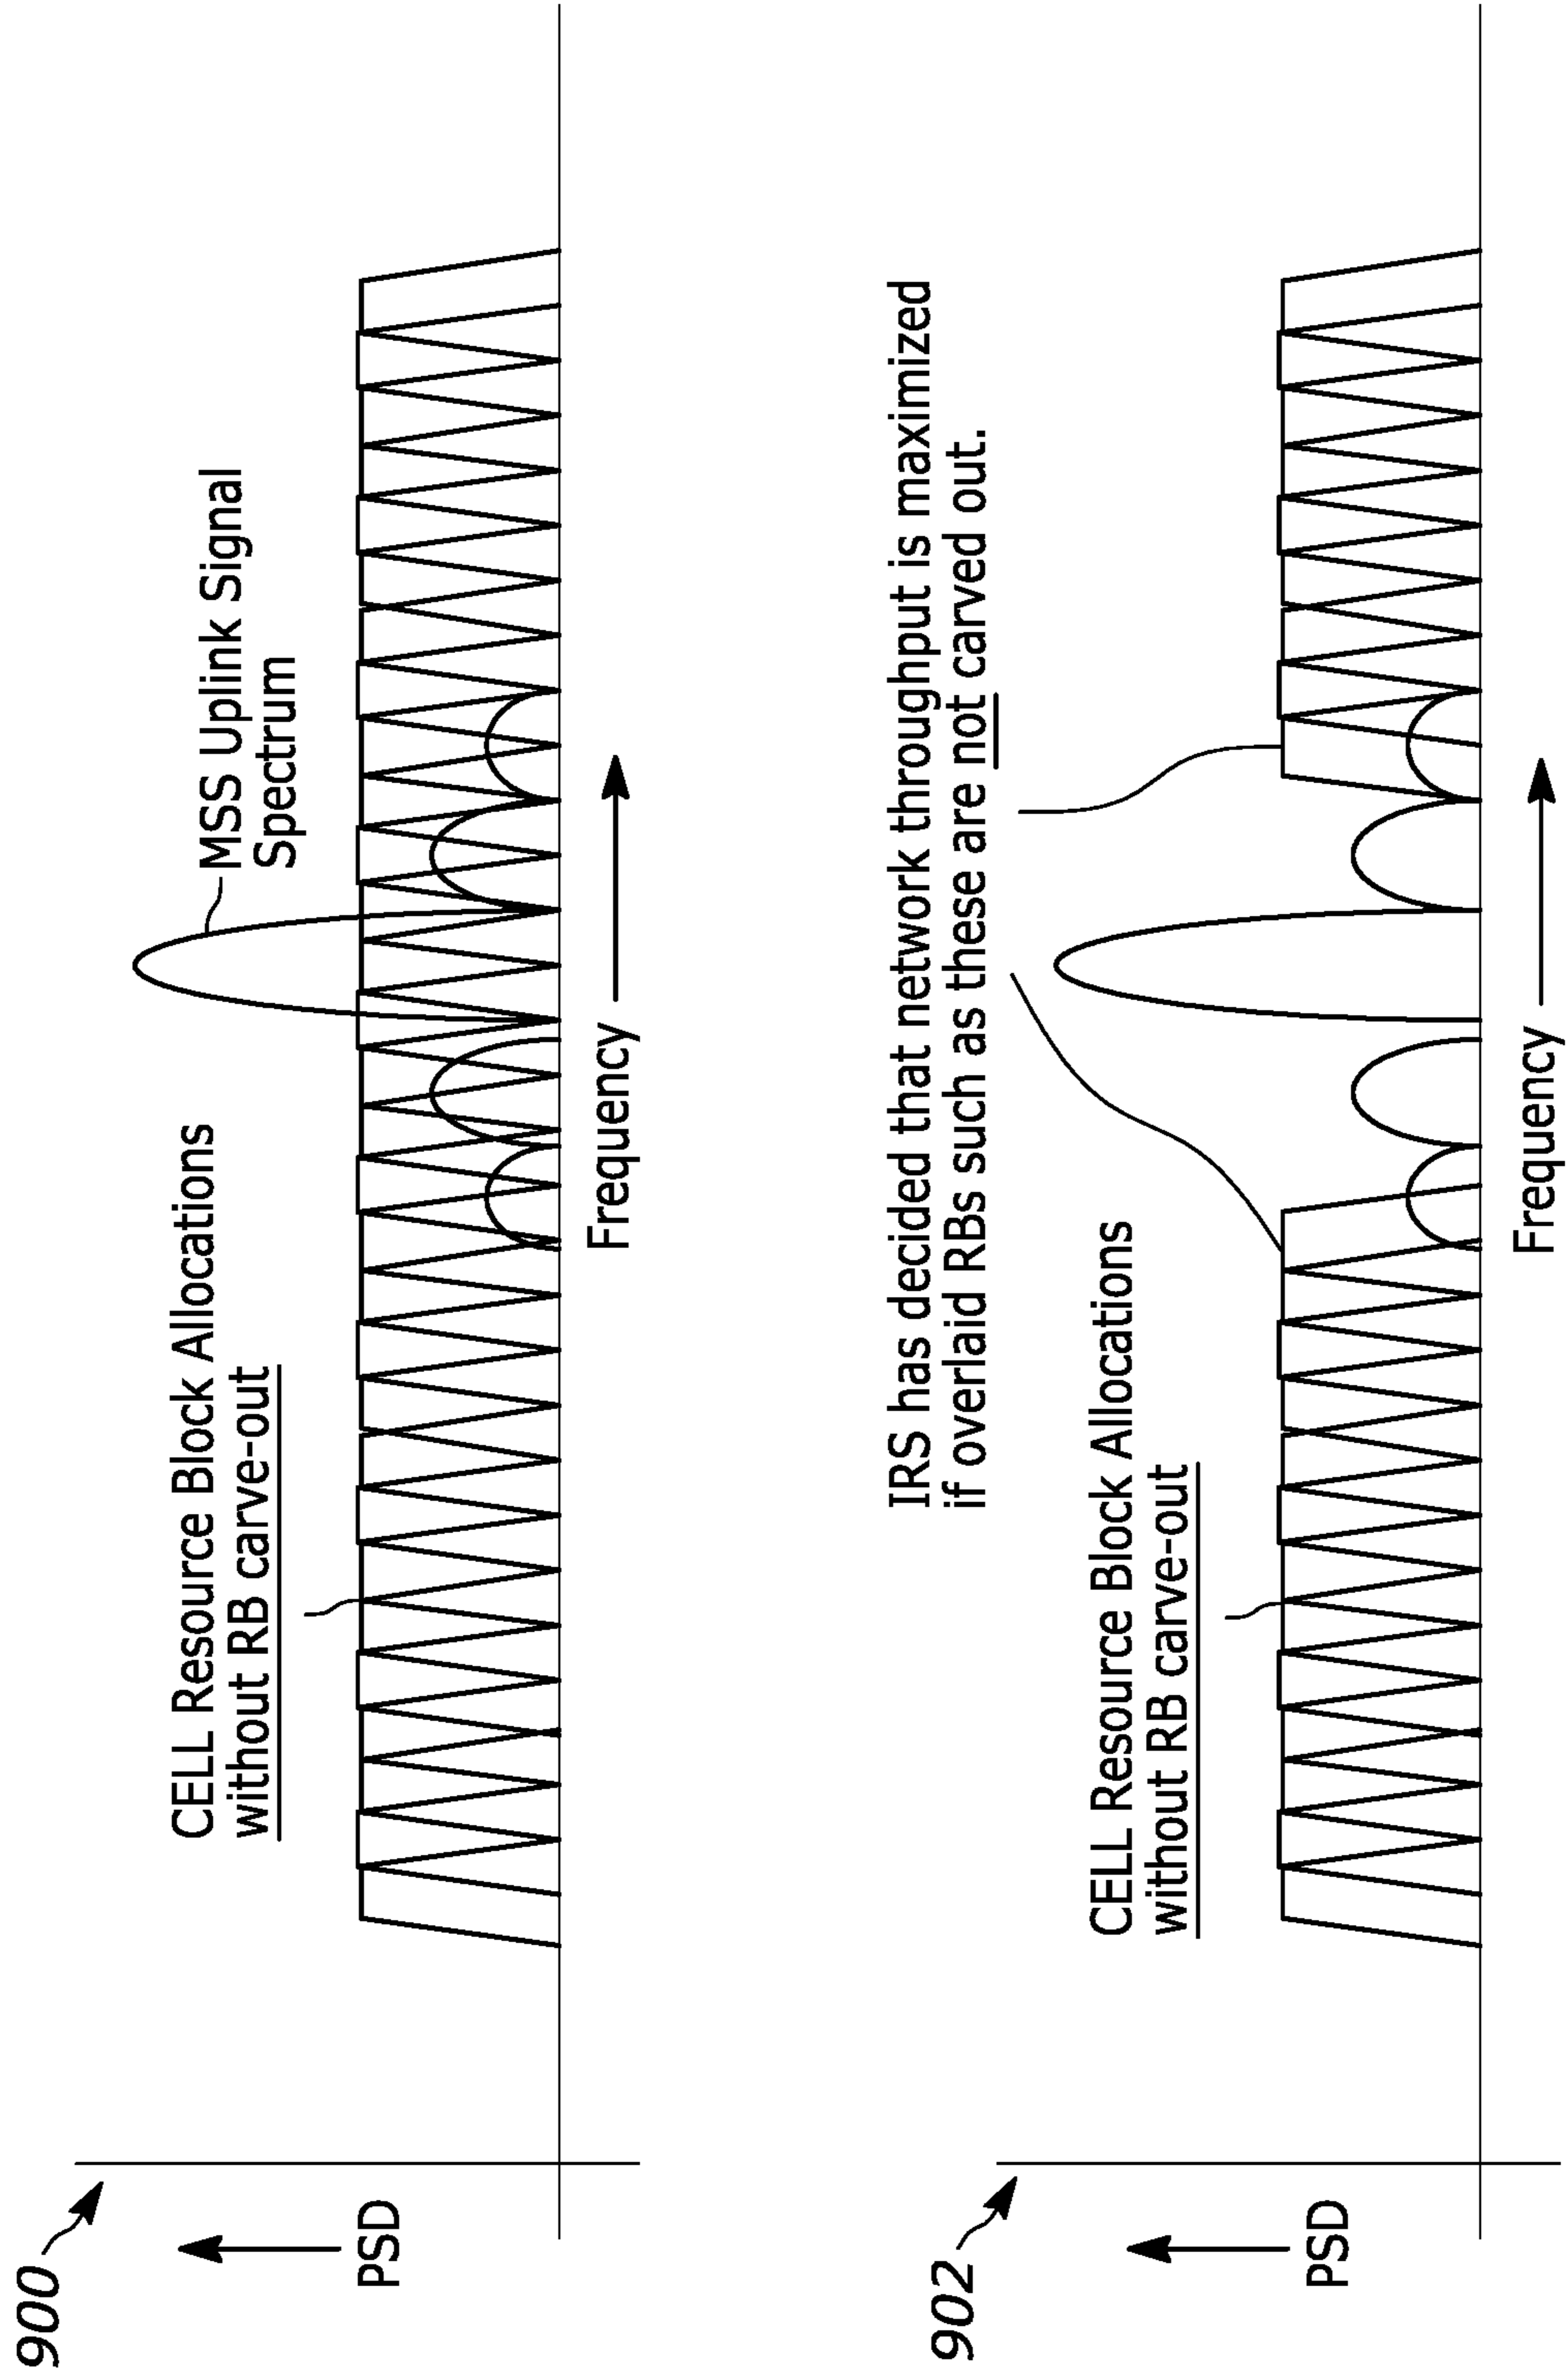 900
PSD
CELL Resource Block Allocations
without RB carve-out
MSS Uplink Signal
Spectrum
Frequency
902
PSD
IRS has decided that network throughput is maximized
if overlaid RBs such as these are not carved out.
CELL Resource Block Allocations
without RB carve-out
Frequency